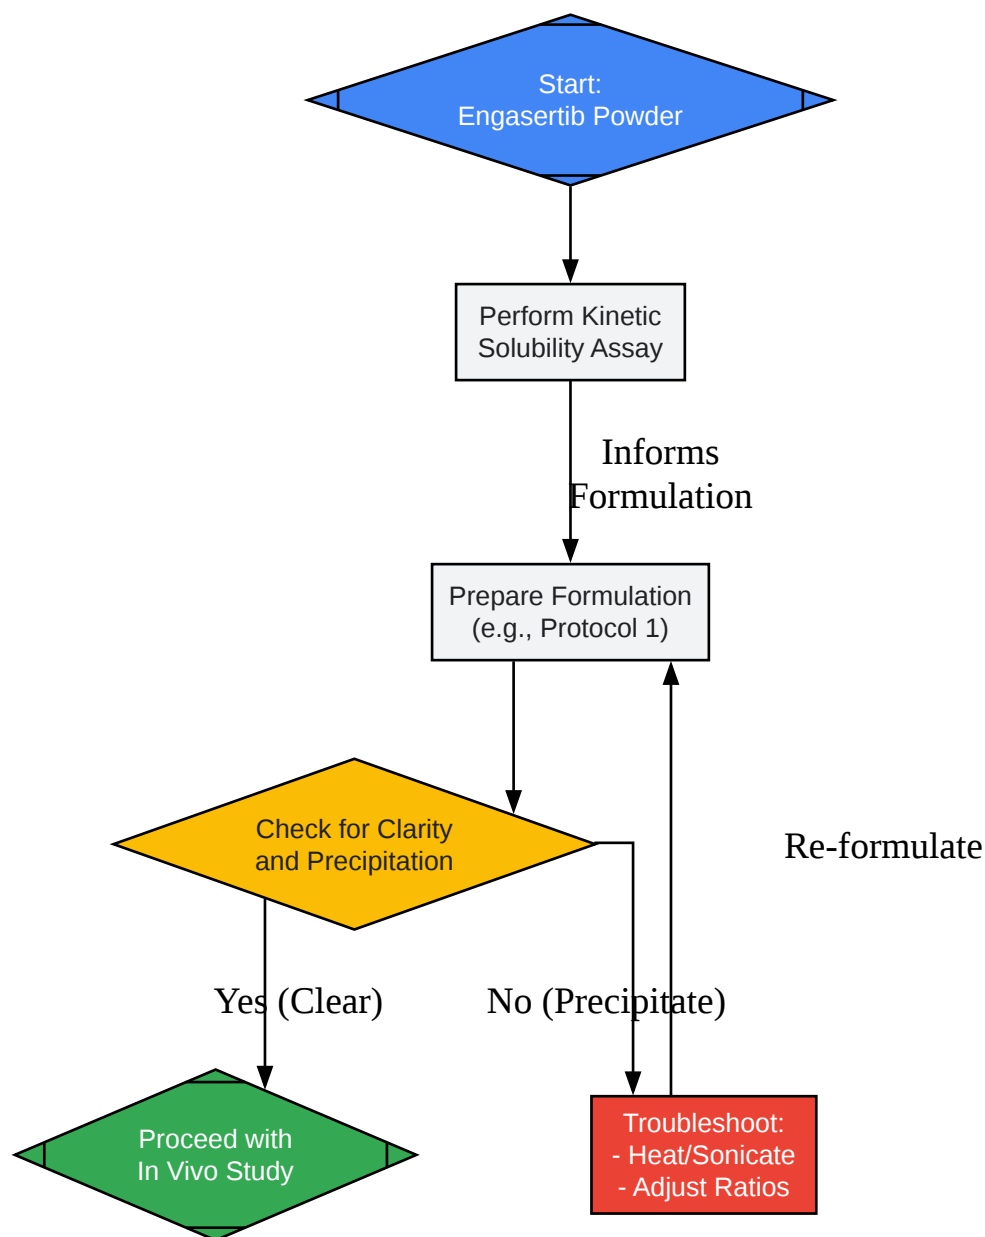 Start:
Engasertib Powder
Perform Kinetic
Solubility Assay
Informs
Formulation
Prepare Formulation
(e.g., Protocol 1)
Check for Clarity
and Precipitation
Re-formulate
Yes (Clear)
No (Precipitate)
Proceed with
In Vivo Study
Troubleshoot:
- Heat/Sonicate
- Adjust Ratios